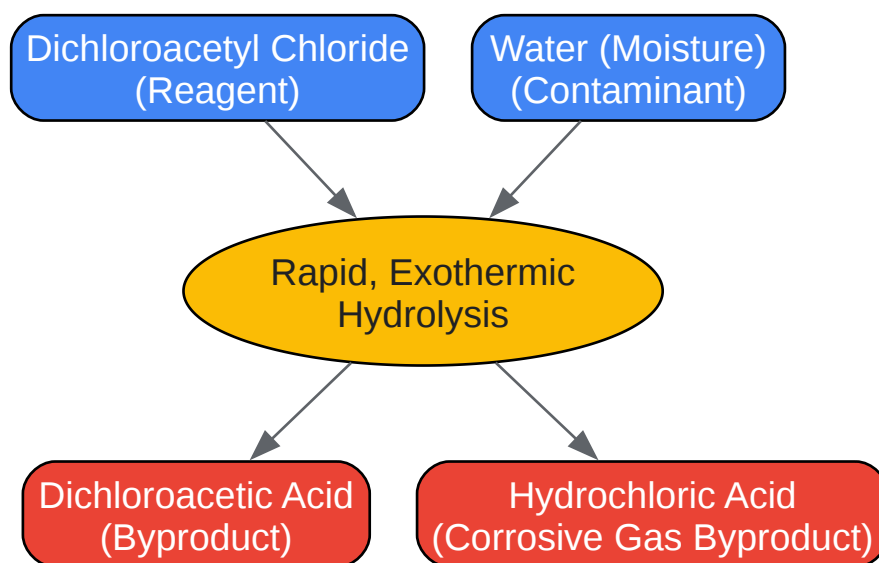 Dichloroacetyl Chloride
(Reagent)
Water (Moisture)
(Contaminant)
Rapid, Exothermic
Hydrolysis
Dichloroacetic Acid
(Byproduct)
Hydrochloric Acid
(Corrosive Gas Byproduct)